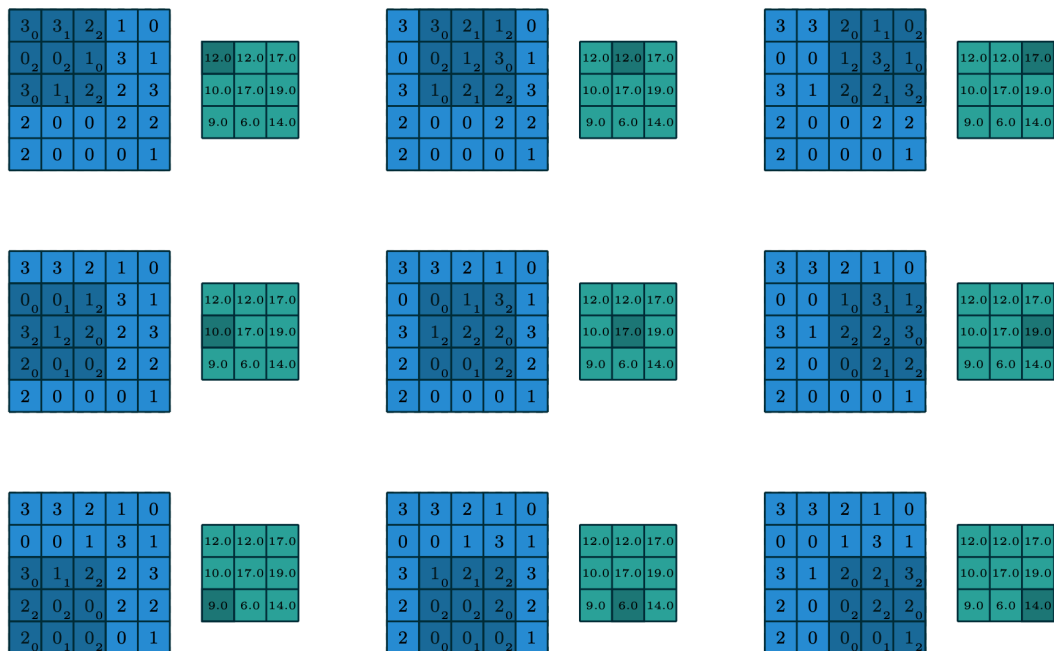 3₀ 3₁ 2₂ 1 0
0₂ 0₂ 1₀ 3 1
3₀ 1₁ 2₂ 2 3
2 0 0 2 2
2 0 0 0 1
12.0 12.0 17.0
10.0 17.0 19.0
9.0 6.0 14.0
3 3₀ 2₁ 1₂ 0
0 0₂ 1₂ 3₀ 1
3 1₀ 2₁ 2₂ 3
2 0 0 2 2
2 0 0 0 1
12.0 12.0 17.0
10.0 17.0 19.0
9.0 6.0 14.0
3 3 2₀ 1₁ 0₂
0 0 1₂ 3₂ 1₀
3 1 2₀ 2₁ 3₂
2 0 0 2 2
2 0 0 0 1
12.0 12.0 17.0
10.0 17.0 19.0
9.0 6.0 14.0
3 3 2 1 0
0₀ 0₁ 1₂ 3 1
3₂ 1₂ 2₀ 2 3
2₀ 0₁ 0₂ 2 2
2 0 0 0 1
12.0 12.0 17.0
10.0 17.0 19.0
9.0 6.0 14.0
3 3 2 1 0
0 0₀ 1₁ 3₂ 1
3 1₂ 2₂ 2₀ 3
2 0₀ 0₁ 2₂ 2
2 0 0 0 1
12.0 12.0 17.0
10.0 17.0 19.0
9.0 6.0 14.0
3 3 2 1 0
0 0 1₀ 3₁ 1₂
3 1 2₂ 2₂ 3₀
2 0 0₀ 2₁ 2₂
2 0 0 0 1
12.0 12.0 17.0
10.0 17.0 19.0
9.0 6.0 14.0
3 3 2 1 0
0 0 1 3 1
3₀ 1₁ 2₂ 2 3
2₂ 0₂ 0₀ 2 2
2₀ 0₁ 0₂ 0 1
12.0 12.0 17.0
10.0 17.0 19.0
9.0 6.0 14.0
3 3 2 1 0
0 0 1 3 1
3 1₀ 2₁ 2₂ 3
2 0₂ 0₂ 2₀ 2
2 0₀ 0₁ 0₂ 1
12.0 12.0 17.0
10.0 17.0 19.0
9.0 6.0 14.0
3 3 2 1 0
0 0 1 3 1
3 1 2₀ 2₁ 3₂
2 0 0₂ 2₂ 2₀
2 0 0₀ 0₁ 1₂
12.0 12.0 17.0
10.0 17.0 19.0
9.0 6.0 14.0